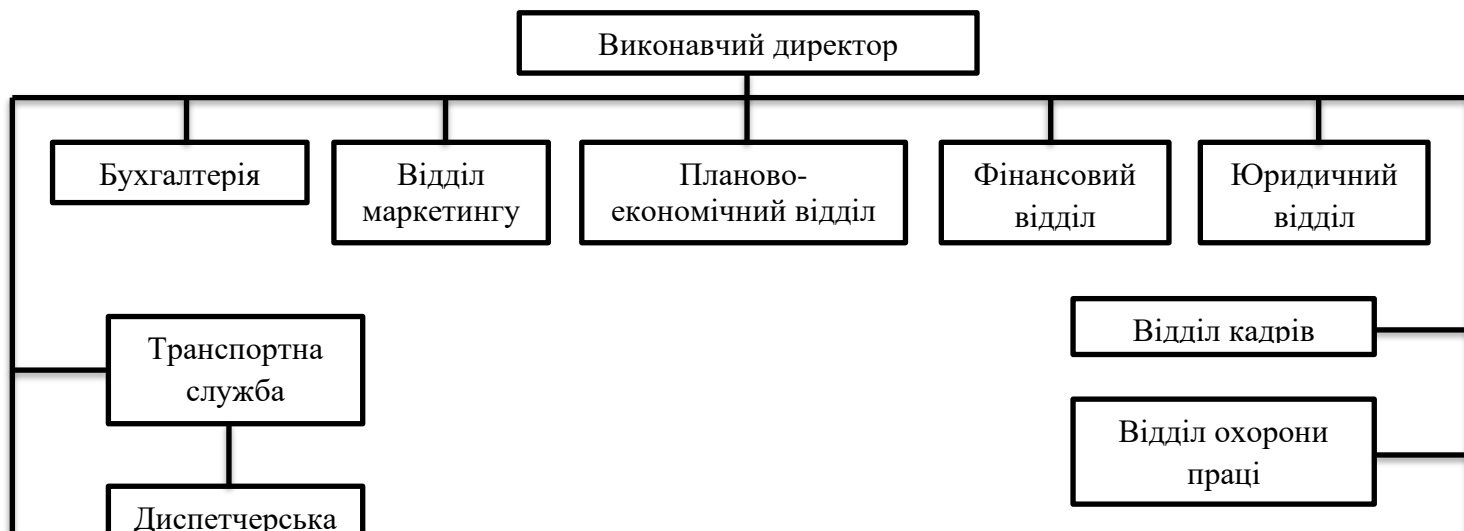 Виконавчий директор
Бухгалтерія
Відділ
маркетингу
Планово-
економічний відділ
Фінансовий
відділ
Юридичний
відділ
Транспортна
служба
Відділ кадрів
Відділ охорони
праці
Диспетчерська